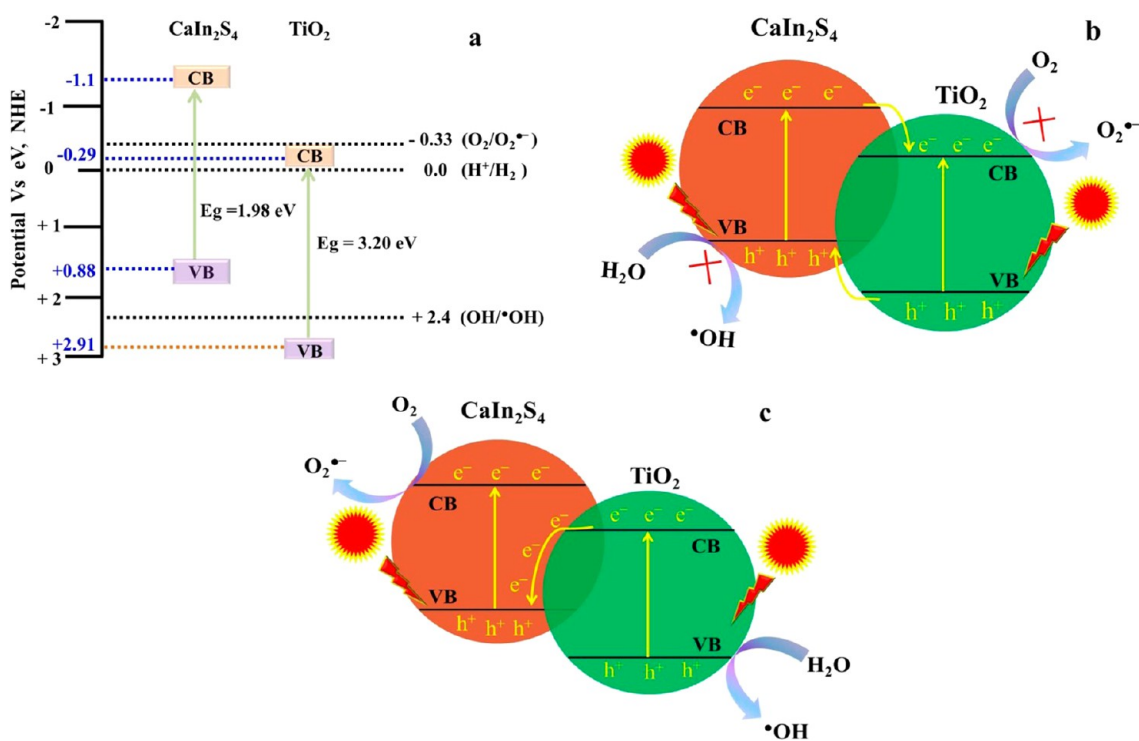 a
CaIn₂S₄ TiO₂
Potential Vs eV, NHE
-2
-1.1
-1
-0.29
0
+ 1
+0.88
+ 2
+2.91
+ 3
CB
CB
- 0.33 (O₂/O₂•⁻)
0.0 (H⁺/H₂)
Eg =1.98 eV
Eg = 3.20 eV
VB
+ 2.4 (OH/•OH)
VB
b
CaIn₂S₄
TiO₂
O₂
O₂•⁻
e⁻ e⁻ e⁻
CB
e⁻ e⁻ e⁻
CB
VB
h⁺ h⁺ h⁺
H₂O
•OH
VB
h⁺ h⁺ h⁺
c
CaIn₂S₄
TiO₂
O₂
O₂•⁻
e⁻ e⁻ e⁻
CB
e⁻ e⁻ e⁻
CB
e⁻
e⁻
e⁻
VB
h⁺ h⁺ h⁺
VB
h⁺ h⁺ h⁺
H₂O
•OH